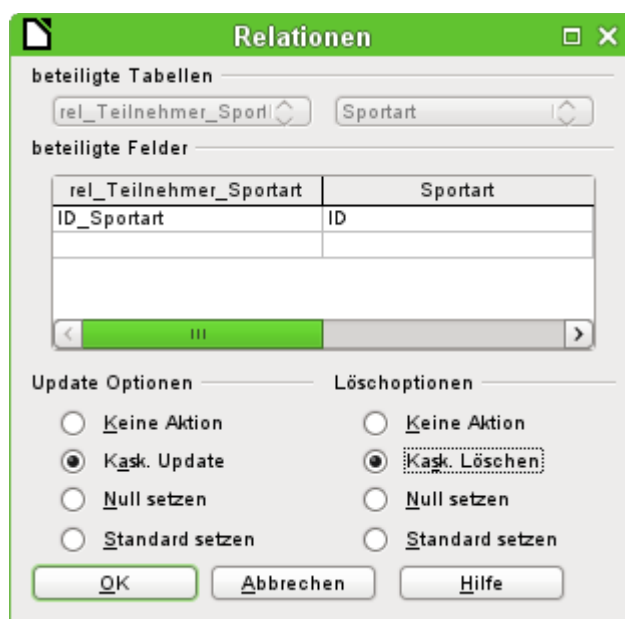 Relationen
beteiligte Tabellen
rel_Teilnehmer_Sport Sportart
beteiligte Felder
rel_Teilnehmer_Sportart Sportart
ID_Sportart ID
Update Optionen Löschoptionen
Keine Aktion Keine Aktion
Kask. Update Kask. Löschen
Null setzen Null setzen
Standard setzen Standard setzen
OK Abbrechen Hilfe